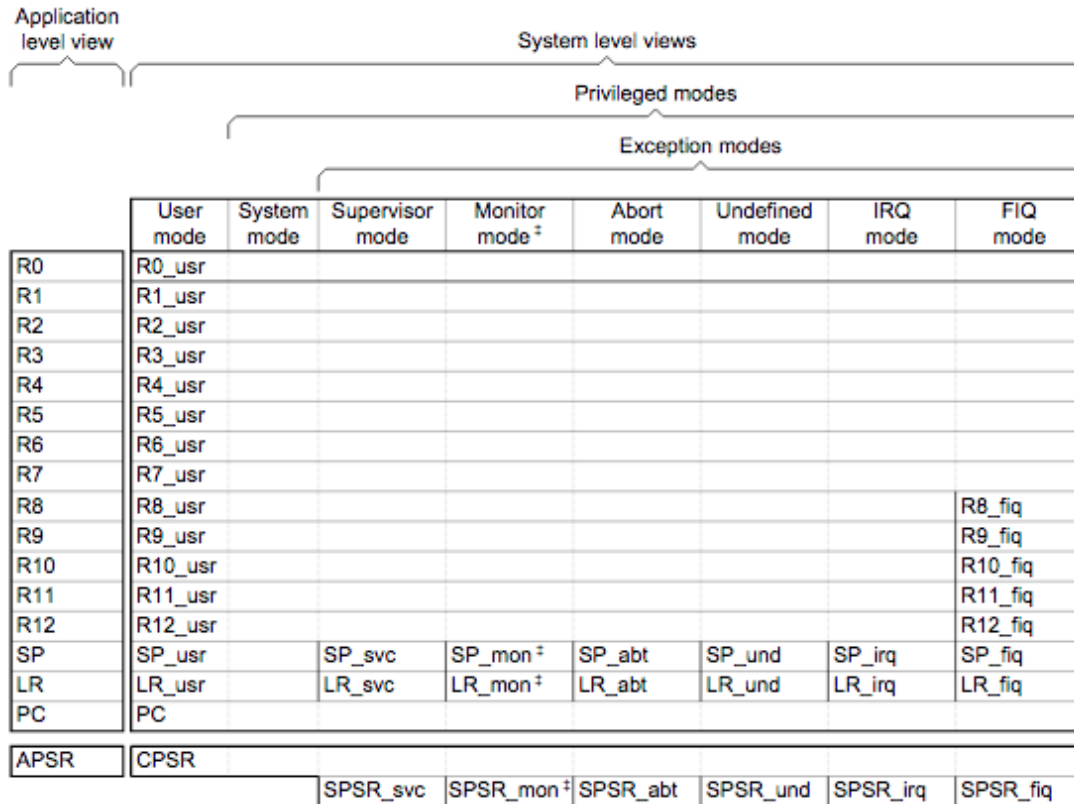 Application
level view
System level views
Privileged modes
Exception modes
User mode System mode Supervisor mode Monitor mode ‡ Abort mode Undefined mode IRQ mode FIQ mode
R0 R0_usr
R1 R1_usr
R2 R2_usr
R3 R3_usr
R4 R4_usr
R5 R5_usr
R6 R6_usr
R7 R7_usr
R8 R8_usr R8_fiq
R9 R9_usr R9_fiq
R10 R10_usr R10_fiq
R11 R11_usr R11_fiq
R12 R12_usr R12_fiq
SP SP_usr SP_svc SP_mon ‡ SP_abt SP_und SP_irq SP_fiq
LR LR_usr LR_svc LR_mon ‡ LR_abt LR_und LR_irq LR_fiq
PC PC
APSR CPSR
SPSR_svc SPSR_mon ‡ SPSR_abt SPSR_und SPSR_irq SPSR_fiq